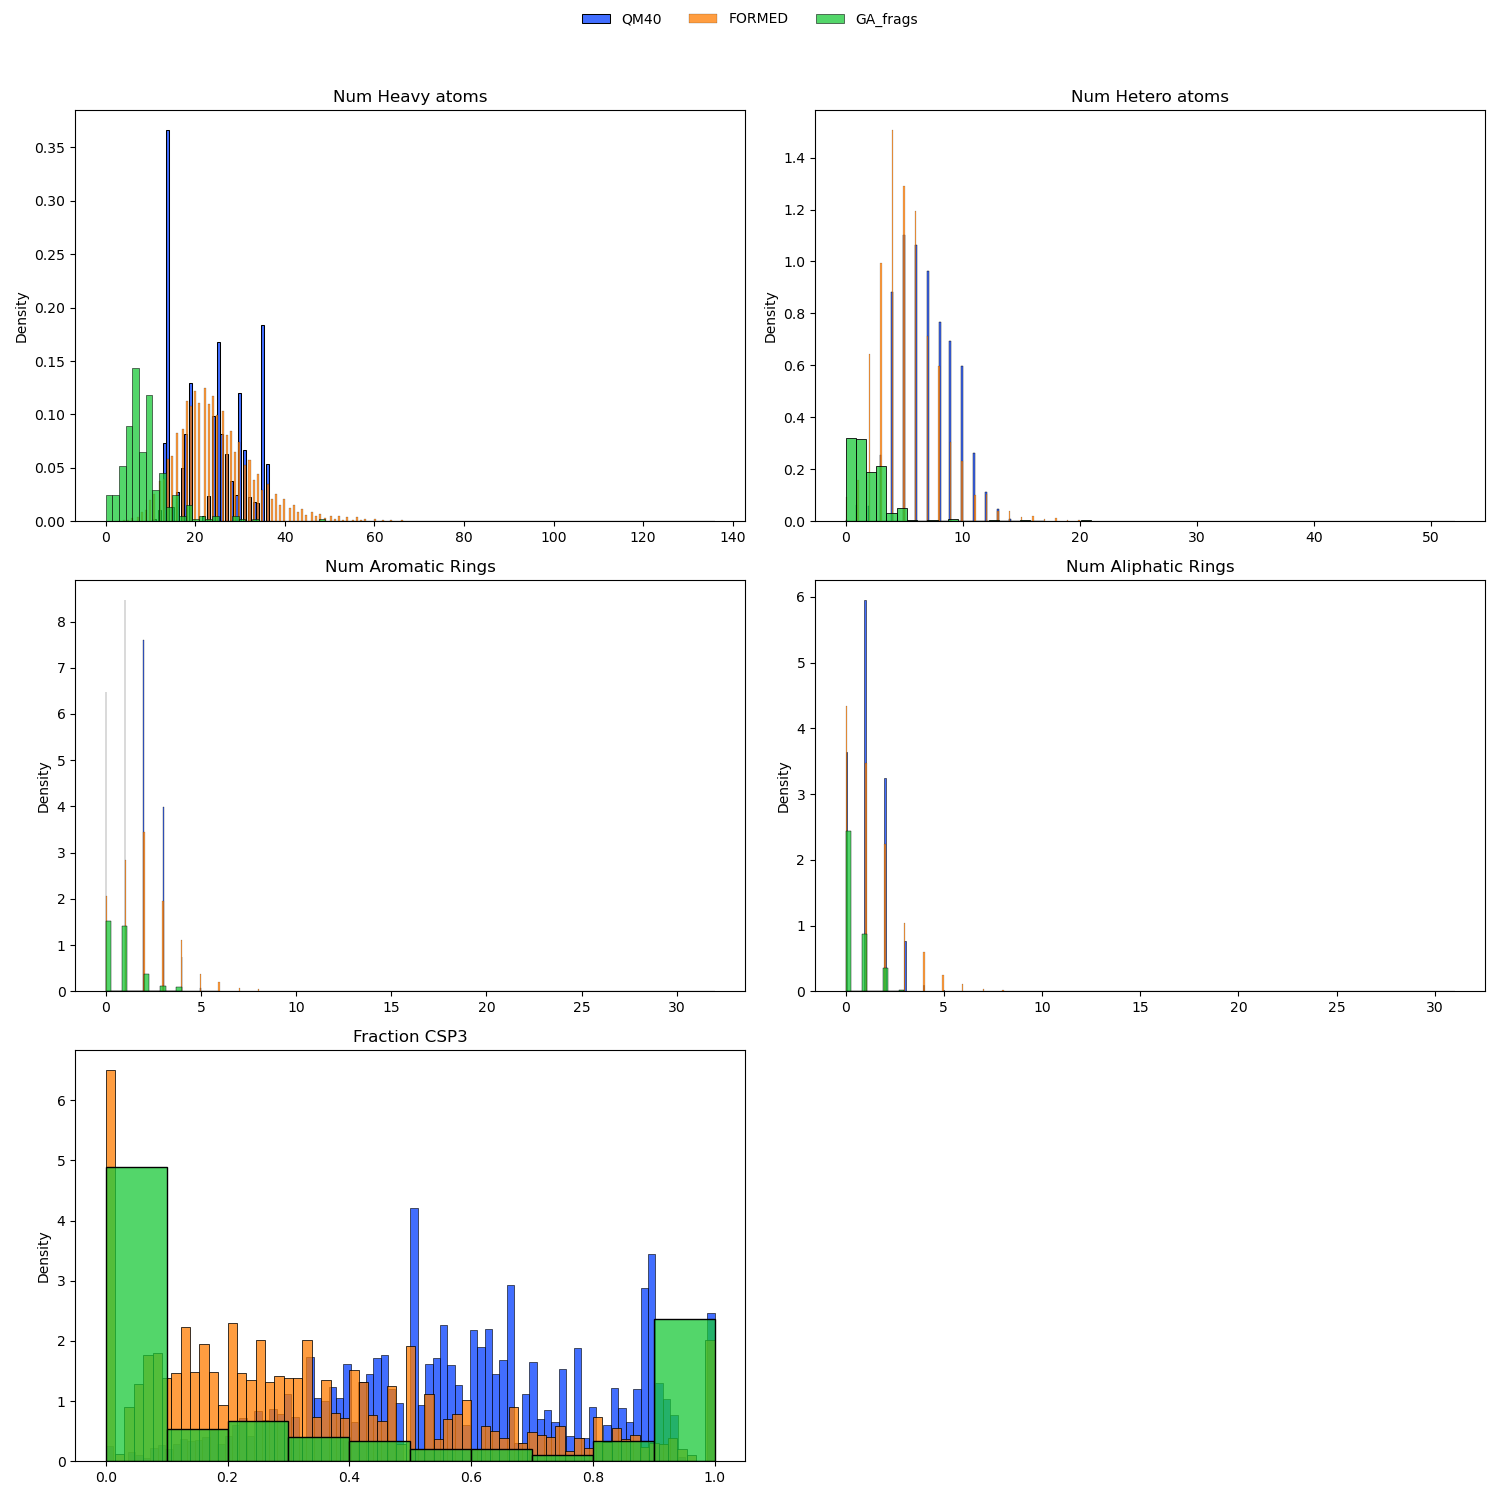 QM40 FORMED GA_frags
Num Heavy atoms
Density
0.35
0.30
0.25
0.20
0.15
0.10
0.05
0.00
0 20 40 60 80 100 120 140
Num Hetero atoms
Density
1.4
1.2
1.0
0.8
0.6
0.4
0.2
0.0
0 10 20 30 40 50
Num Aromatic Rings
Density
8
7
6
5
4
3
2
1
0
0 5 10 15 20 25 30
Num Aliphatic Rings
Density
6
5
4
3
2
1
0
0 5 10 15 20 25 30
Fraction CSP3
Density
6
5
4
3
2
1
0
0.0 0.2 0.4 0.6 0.8 1.0